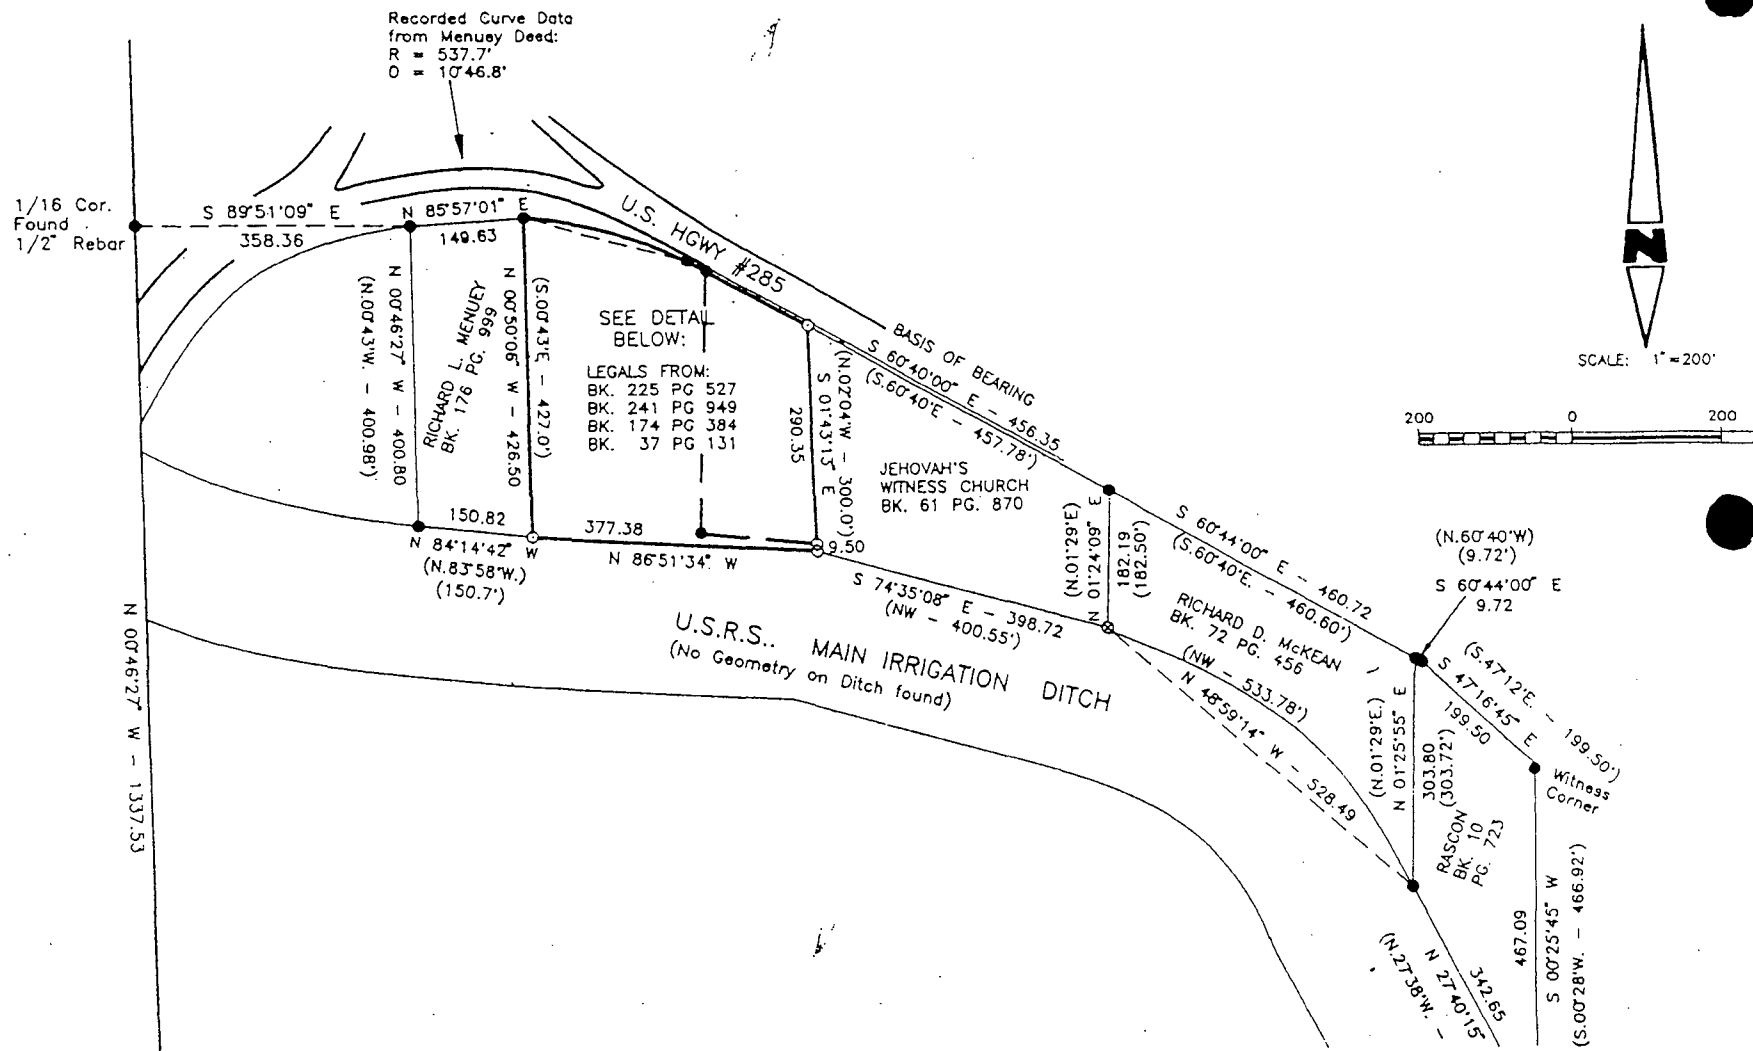 Recorded Curve Data
from Menuey Deed:
R = 537.7'
D = 10°46.8'
1/16 Cor.
Found
1/2" Rebar
S 89°51'09" E
358.36
N 85°57'01" E
149.63
U.S. HGWY #285
BASIS OF BEARING
S 60°40'00" E - 456.35
(S.60°40'E - 457.78')
N
SCALE: 1"=200'
200 0 200
N 00°46'27" W - 400.80
(N.00°43'W. - 400.98')
RICHARD L. MENUEY
BK. 176 PG. 999
N 00°50'06" W - 426.50
(S.00°43'E - 427.0')
SEE DETAIL
BELOW:
LEGALS FROM:
BK. 225 PG 527
BK. 241 PG 949
BK. 174 PG 384
BK. 37 PG 131
290.35
S 01°43'13" E
(N.02°04'W - 300.0')
JEHOVAH'S
WITNESS CHURCH
BK. 61 PG. 870
(N.01°29'E)
N 01°24'09" E
182.19
(182.50')
S 60°44'00" E - 460.72
(S.60°40'E. - 460.60')
(N.60°40'W)
(9.72')
S 60°44'00" E
9.72
150.82
N 84°14'42" W
(N.83°58'W.)
(150.7')
377.38
N 86°51'34" W
9.50
S 74°35'08" E - 398.72
(NW - 400.55')
RICHARD D. McKEAN
BK. 72 PG. 456
(NW - 533.78')
N 48°59'14" W - 528.49
(S.47°12'E. - 199.50')
S 47°16'45" E
199.50
Witness
Corner
U.S.R.S.. MAIN IRRIGATION DITCH
(No Geometry on Ditch found)
N 00°46'27" W - 1337.53
(N.01°29'E.)
N 01°25'55" E
303.80
(303.72')
RASCON
BK. 10
PG. 723
467.09
S 00°25'45" W
(S.00°28'W. - 466.92')
342.65
N 27°40'15"
(N.27°38'W. -